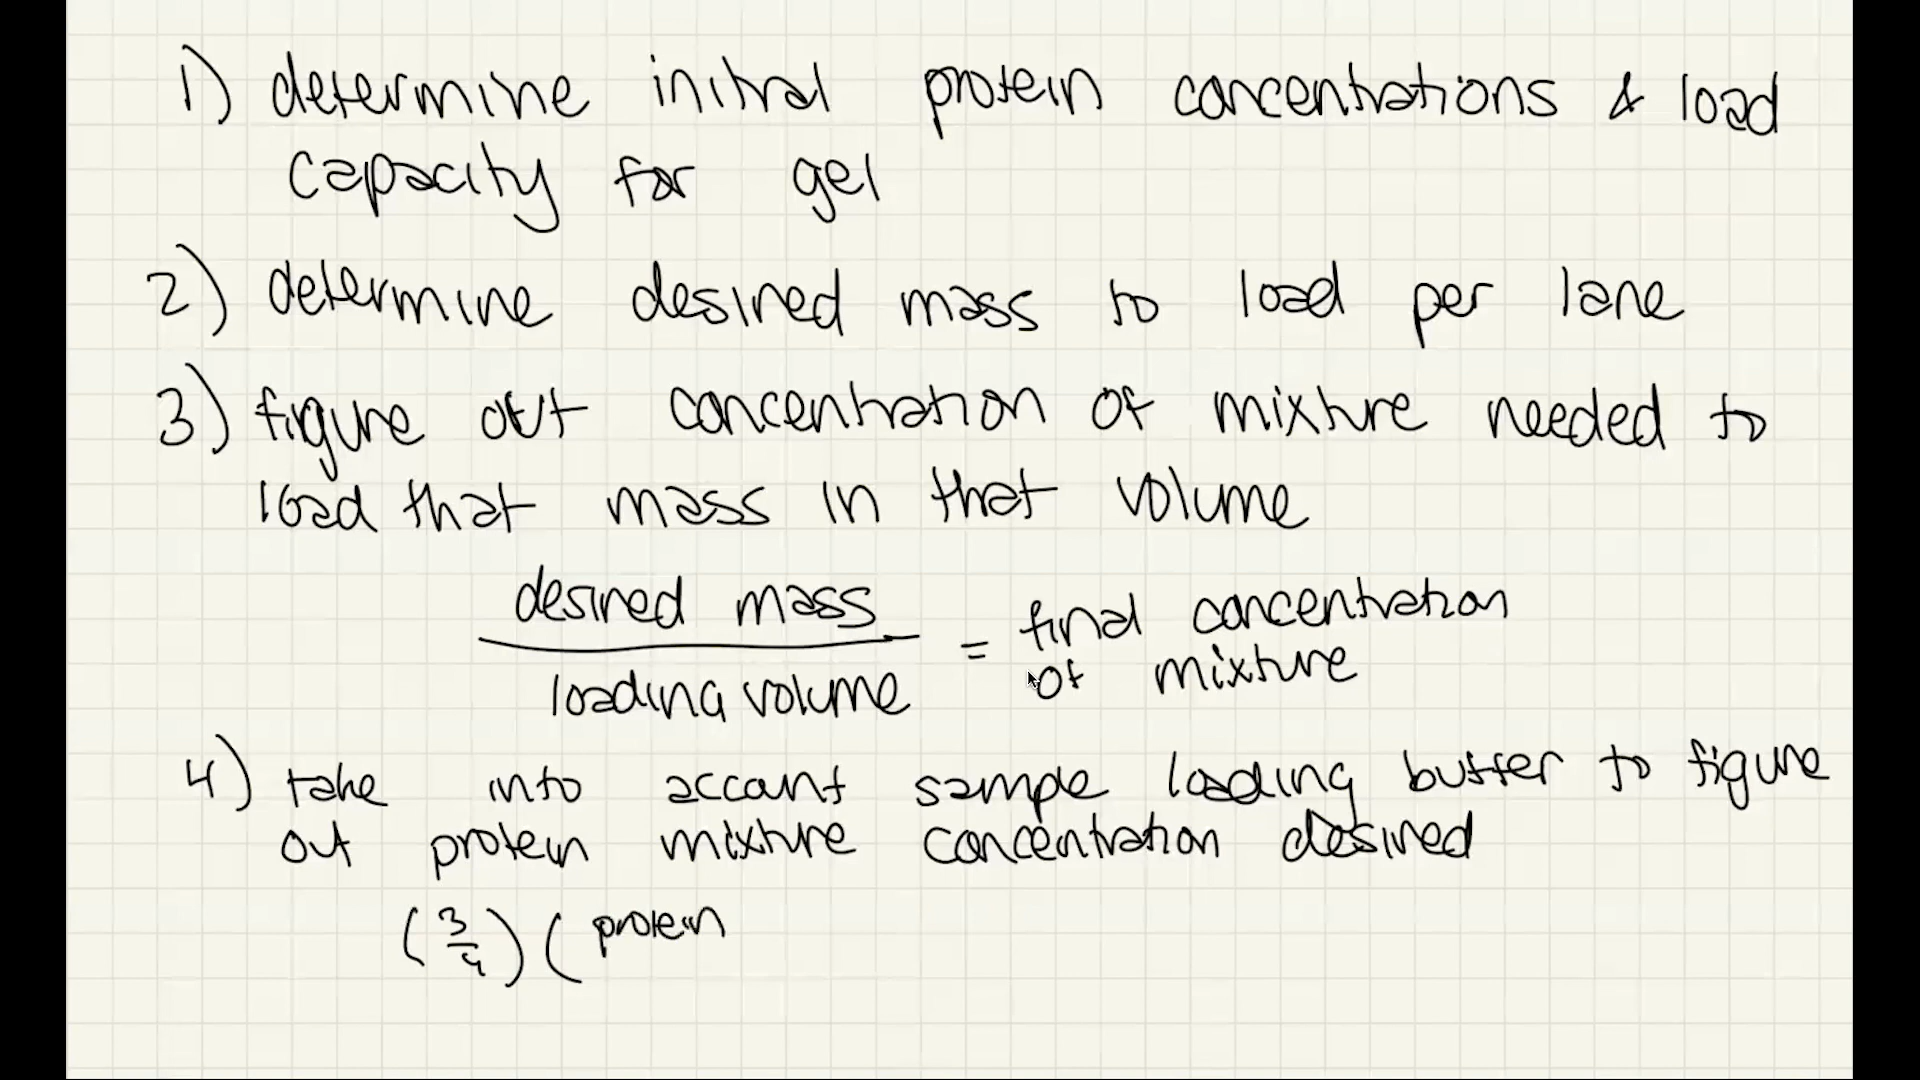 1) determine initial protein concentrations & load
capacity for gel
2) determine desired mass to load per lane
3) figure out concentration of mixture needed to
load that mass in that volume
desired mass
loading volume
= final concentration
of mixture
4) take into account sample loading buffer to figure
out protein mixture concentration desired
(3/4) ( protein